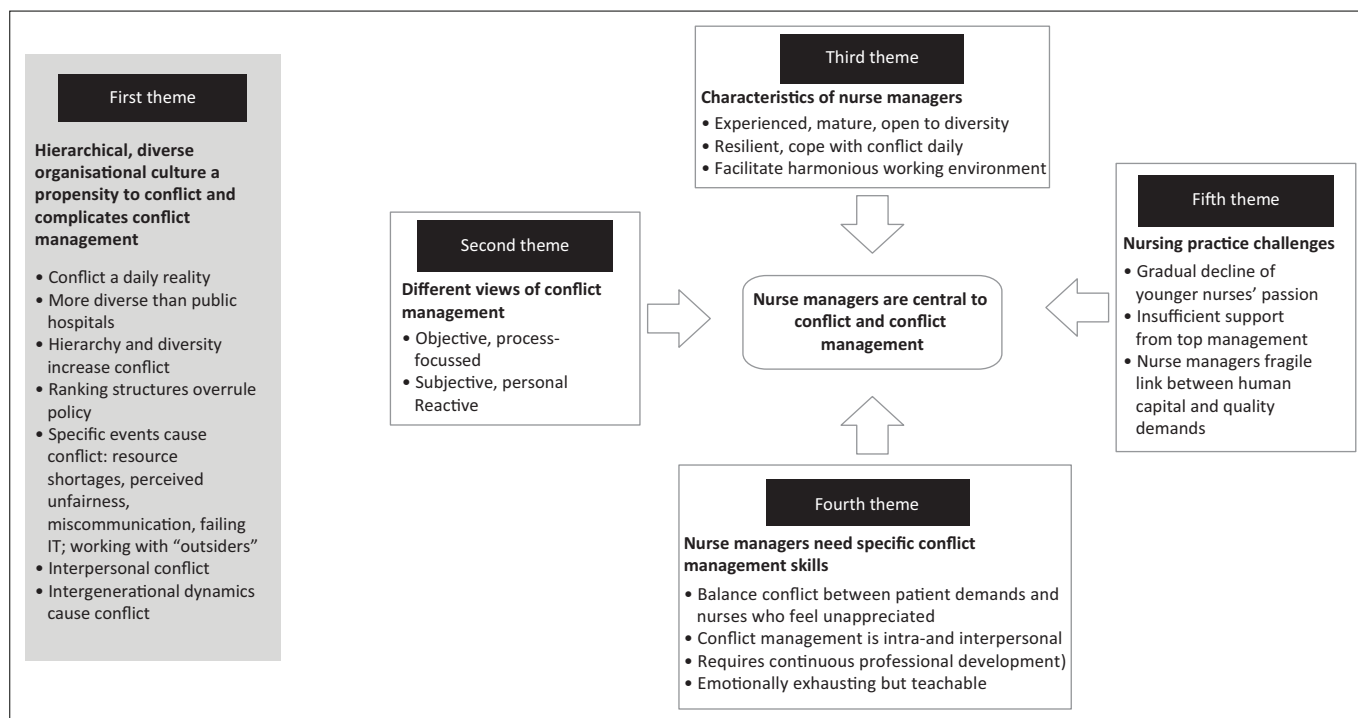 First theme
Hierarchical, diverse
organisational culture a
propensity to conflict and
complicates conflict
management
• Conflict a daily reality
• More diverse than public
hospitals
• Hierarchy and diversity
increase conflict
• Ranking structures overrule
policy
• Specific events cause
conflict: resource
shortages, perceived
unfairness,
miscommunication, failing
IT; working with “outsiders”
• Interpersonal conflict
• Intergenerational dynamics
cause conflict
Second theme
Different views of conflict
management
• Objective, process-
focussed
• Subjective, personal
Reactive
Third theme
Characteristics of nurse managers
• Experienced, mature, open to diversity
• Resilient, cope with conflict daily
• Facilitate harmonious working environment
Nurse managers are central to
conflict and conflict
management
Fourth theme
Nurse managers need specific conflict
management skills
• Balance conflict between patient demands and
nurses who feel unappreciated
• Conflict management is intra-and interpersonal
• Requires continuous professional development)
• Emotionally exhausting but teachable
Fifth theme
Nursing practice challenges
• Gradual decline of
younger nurses’ passion
• Insufficient support
from top management
• Nurse managers fragile
link between human
capital and quality
demands